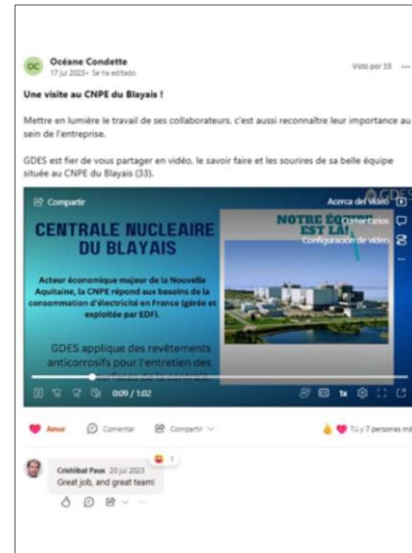 OC
Océane Condette
17 jul 2023• Se ha editado
Visto por 33
Une visite au CNPE du Blayais !
Mettre en lumière le travail de ses collaborateurs, c'est aussi reconnaître leur importance au
sein de l'entreprise.
GDES est fier de vous partager en vidéo, le savoir faire et les sourires de sa belle équipe
située au CNPE du Blayais (33).
Compartir
Acerca del vídeo
GDES
Comentarios
Configuración de vídeo
CENTRALE NUCLEAIRE
DU BLAYAIS
NOTRE ÉQUIPE
EST LÀ!
Acteur économique majeur de la Nouvelle
Aquitaine, la CNPE répond aux besoins de la
consommation d'électricité en France (gérée et
exploitée par EDF).
GDES applique des revêtements
anticorrosifs pour l'entretien des
surfaces de la centrale.
0:09 / 1:02
1x
Amor
Comentar
Compartir
Tú y 7 personas más
Cristóbal Paus 20 jul 2023
1
Great job, and great team!